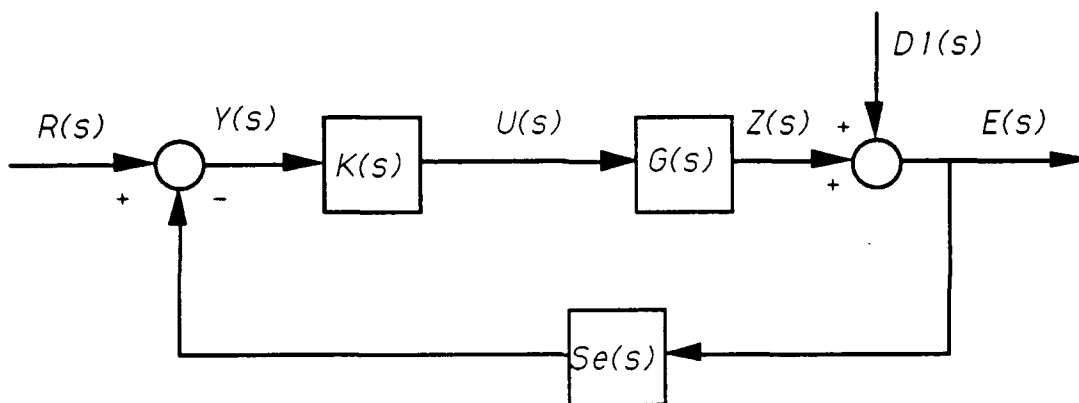 D1(s)
R(s) Y(s) U(s) Z(s) + E(s)
K(s) G(s)
+ - +
Se(s)